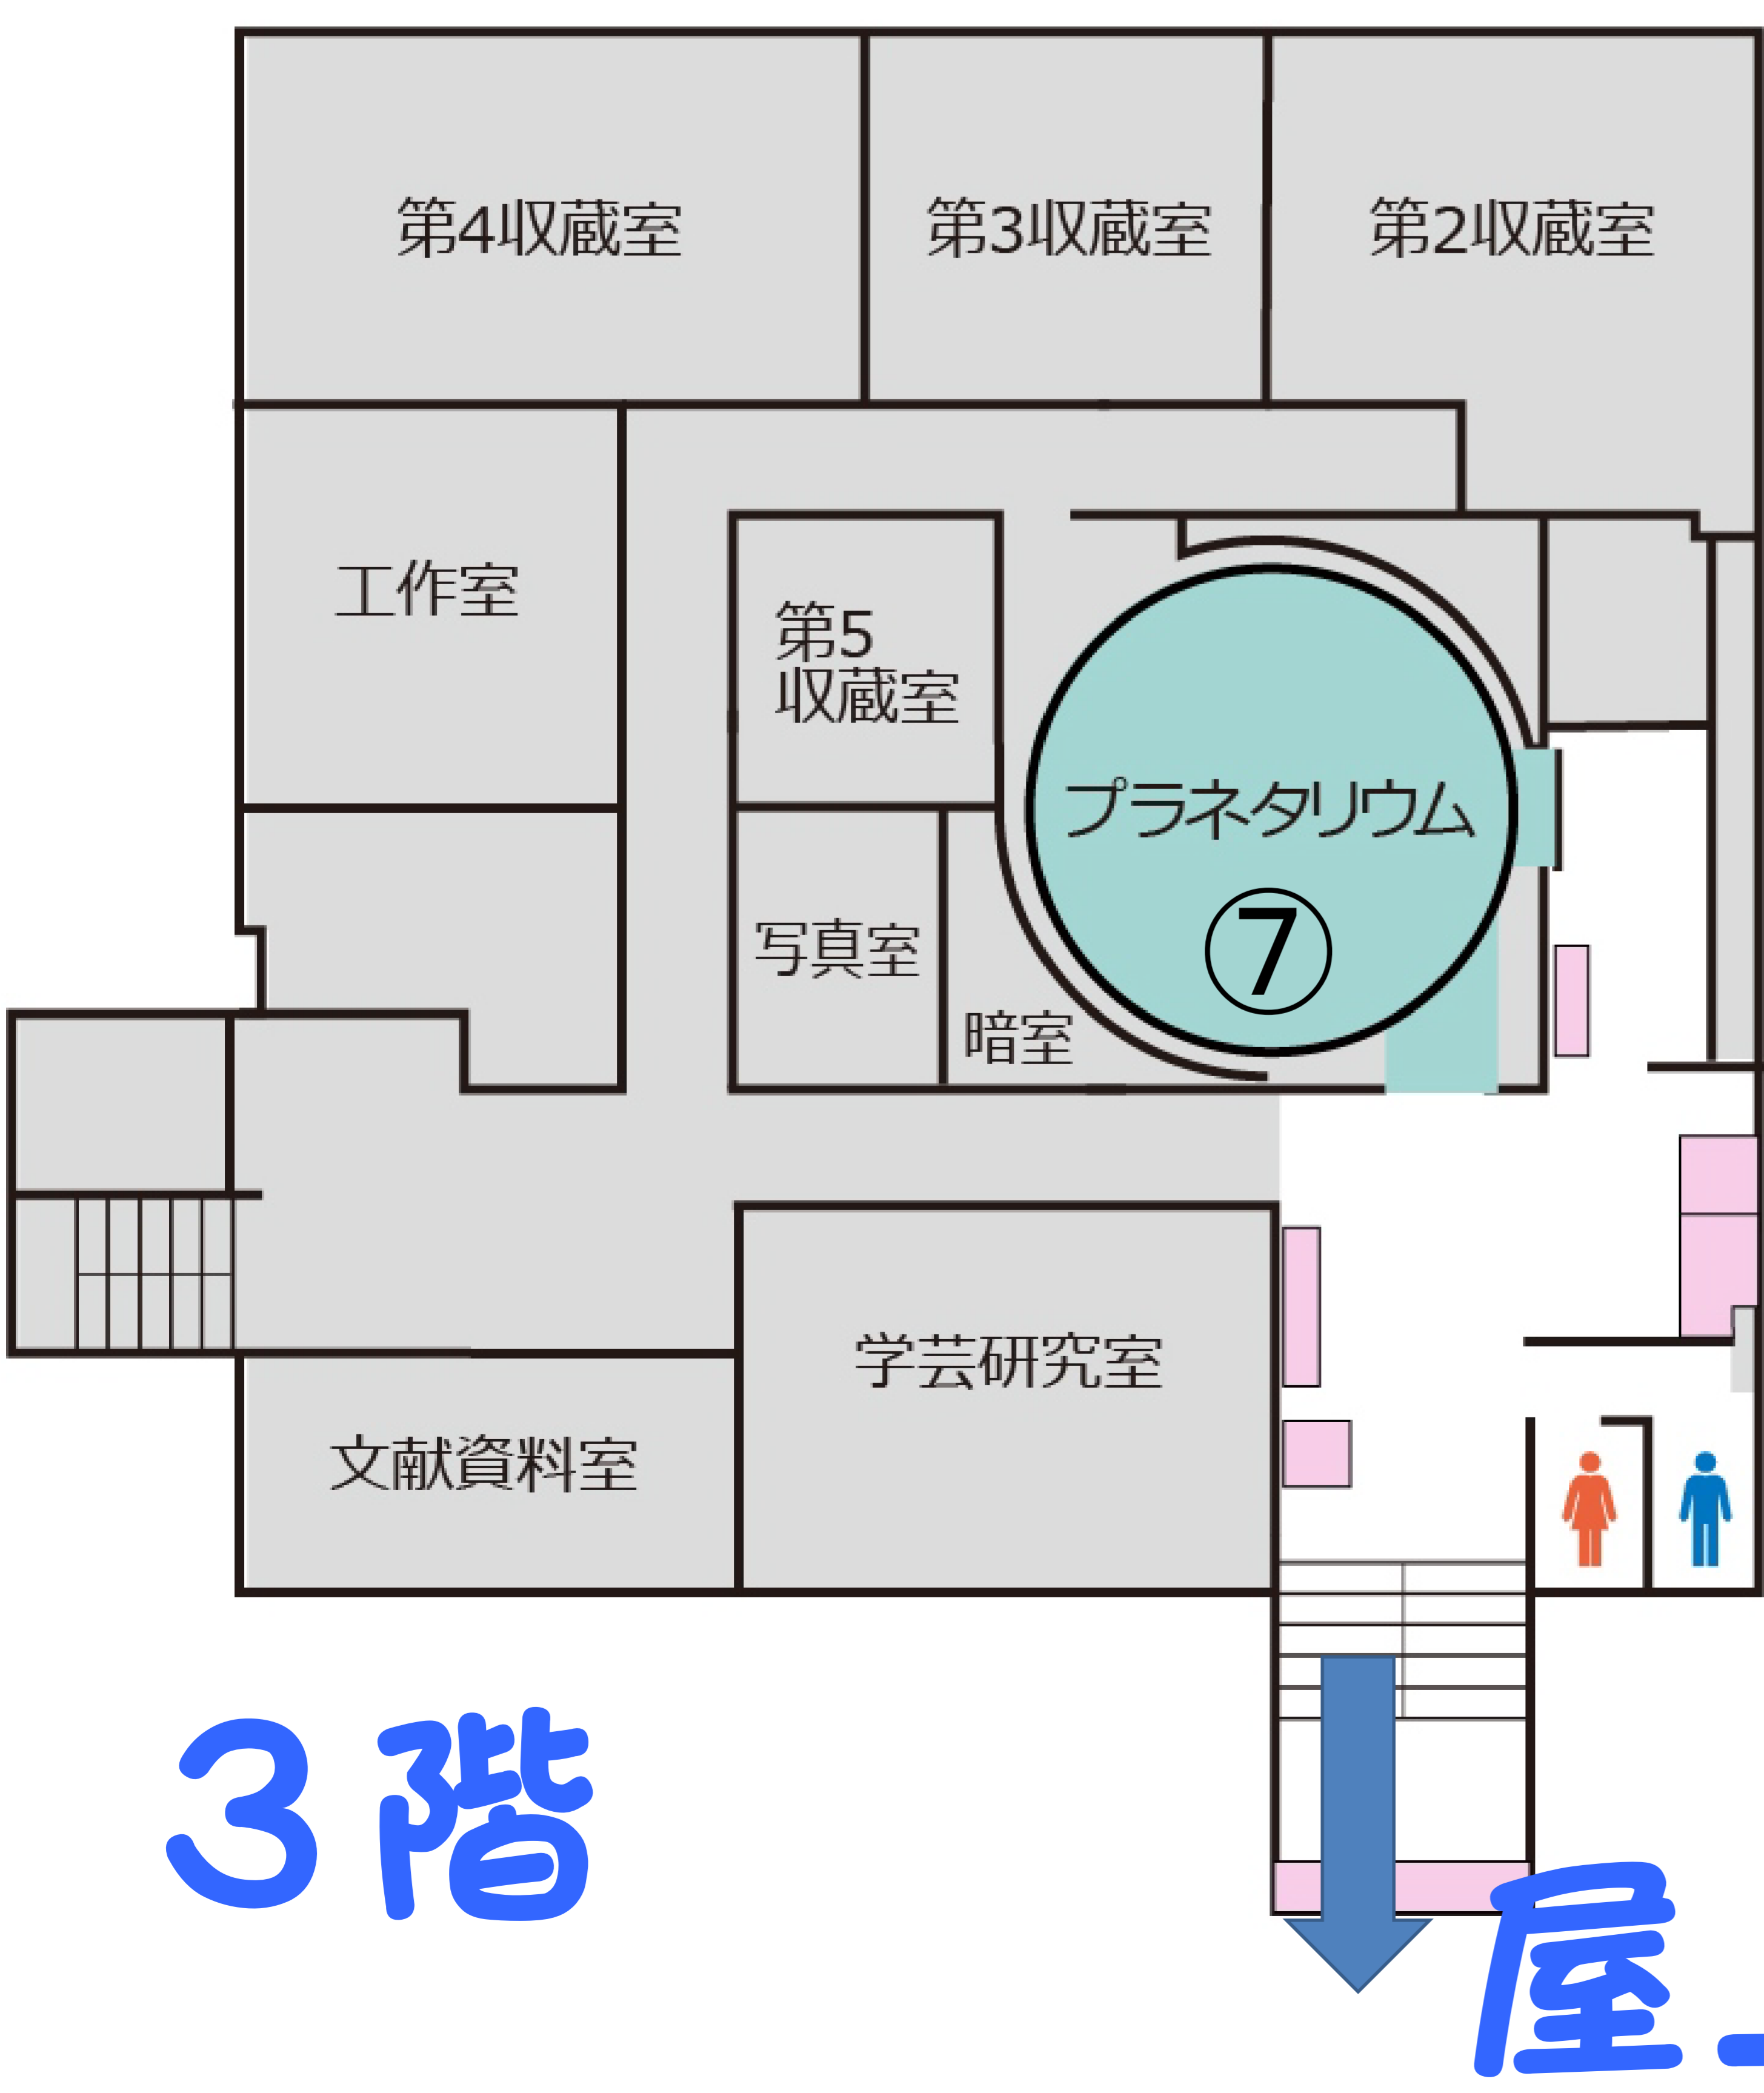 第4収蔵室
第3収蔵室
第2収蔵室
工作室
第5
収蔵室
プラネタリウム
⑦
写真室
暗室
学芸研究室
文献資料室
3階
屋